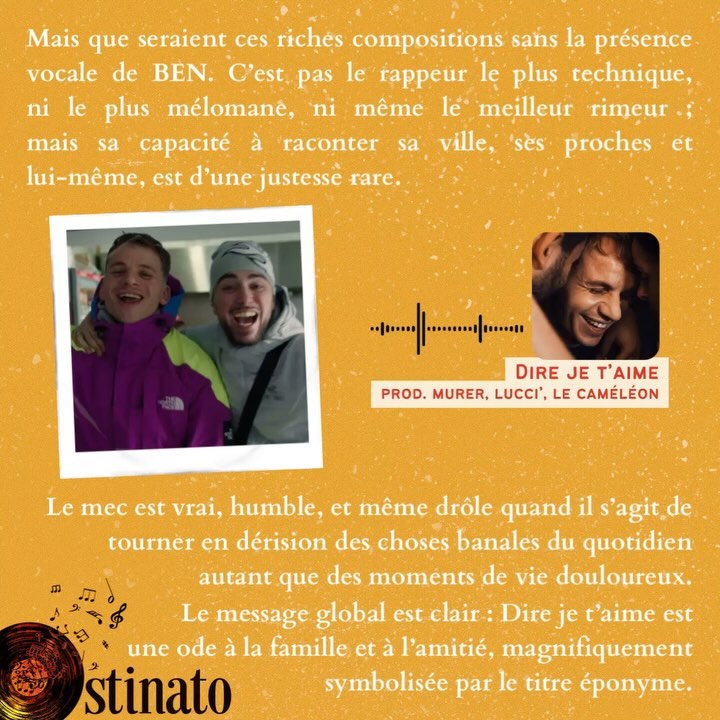 Mais que seraient ces riches compositions sans la présence
vocale de BEN. C'est pas le rappeur le plus technique,
ni le plus mélomane, ni même le meilleur rimeur ;
mais sa capacité à raconter sa ville, ses proches et
lui-même, est d'une justesse rare.
THE NORTH FACE
DIRE JE T'AIME
PROD. MURER, LUCCI', LE CAMÉLÉON
Le mec est vrai, humble, et même drôle quand il s'agit de
tourner en dérision des choses banales du quotidien
autant que des moments de vie douloureux.
Le message global est clair : Dire je t'aime est
une ode à la famille et à l'amitié, magnifiquement
symbolisée par le titre éponyme.
Ostinato